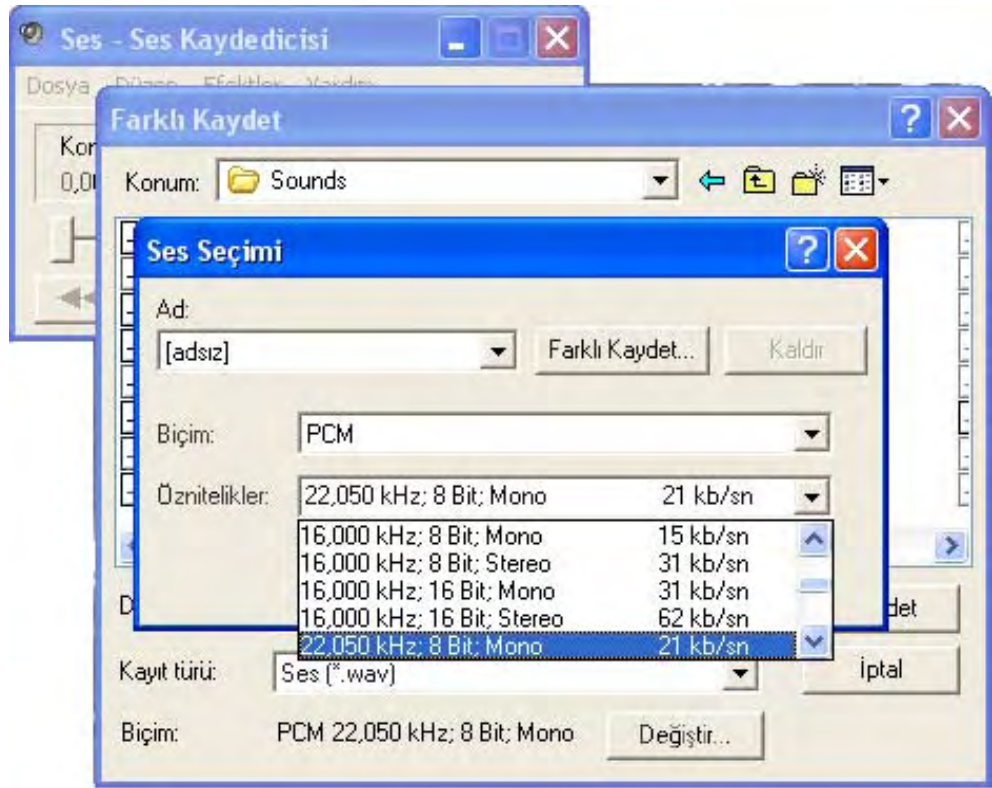 Ses - Ses Kaydedicisi
Dosya Düzen Efektler Yardım
Farklı Kaydet
Konum: Sounds
Ses Seçimi
Ad:
[adsız] Farklı Kaydet... Kaldır
Biçim: PCM
Öznitelikler: 22,050 kHz; 8 Bit; Mono 21 kb/sn
16,000 kHz; 8 Bit; Mono 15 kb/sn
16,000 kHz; 8 Bit; Stereo 31 kb/sn
16,000 kHz; 16 Bit; Mono 31 kb/sn
16,000 kHz; 16 Bit; Stereo 62 kb/sn
22,050 kHz; 8 Bit; Mono 21 kb/sn
Kayıt türü: Ses (*.wav) İptal
Biçim: PCM 22,050 kHz; 8 Bit; Mono Değiştir...